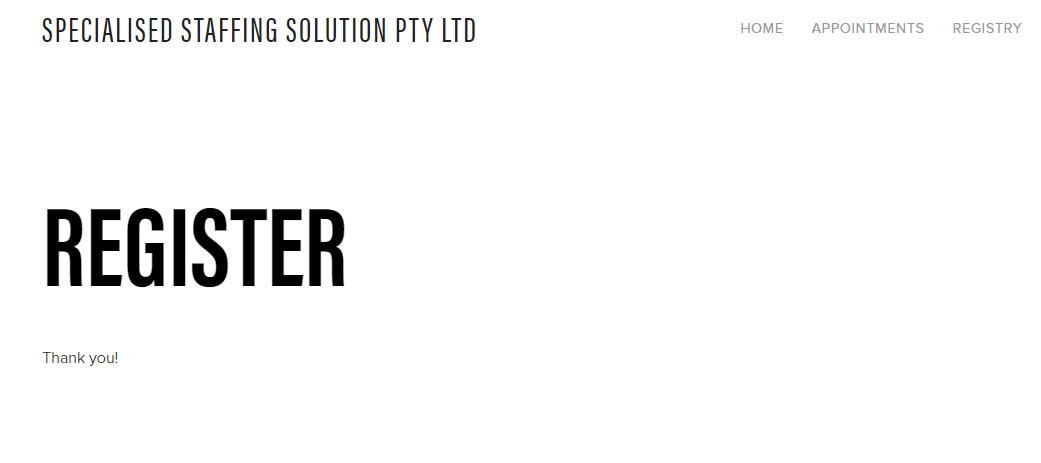 SPECIALISED STAFFING SOLUTION PTY LTD
HOME APPOINTMENTS REGISTRY
REGISTER
Thank you!